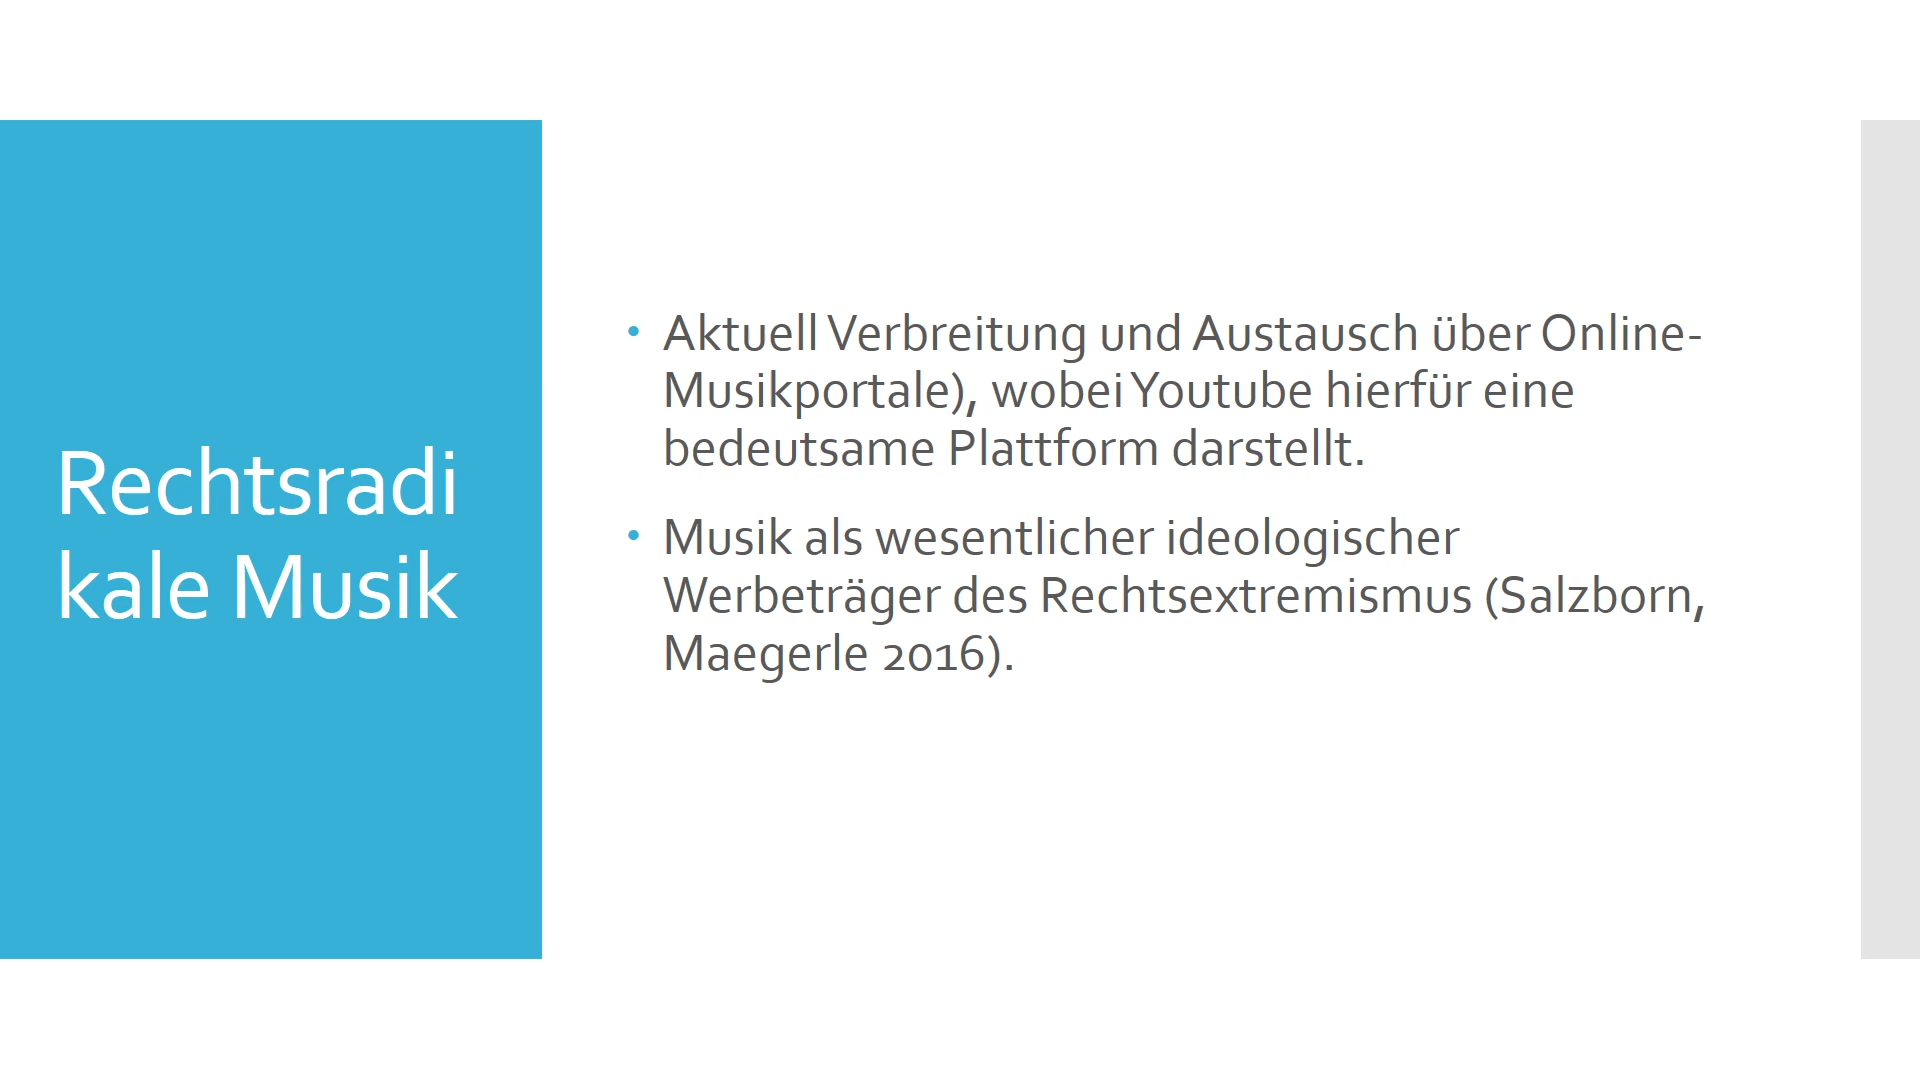 Rechtsradi
kale Musik
• Aktuell Verbreitung und Austausch über Online-
Musikportale), wobei Youtube hierfür eine
bedeutsame Plattform darstellt.
• Musik als wesentlicher ideologischer
Werbeträger des Rechtsextremismus (Salzborn,
Maegerle 2016).